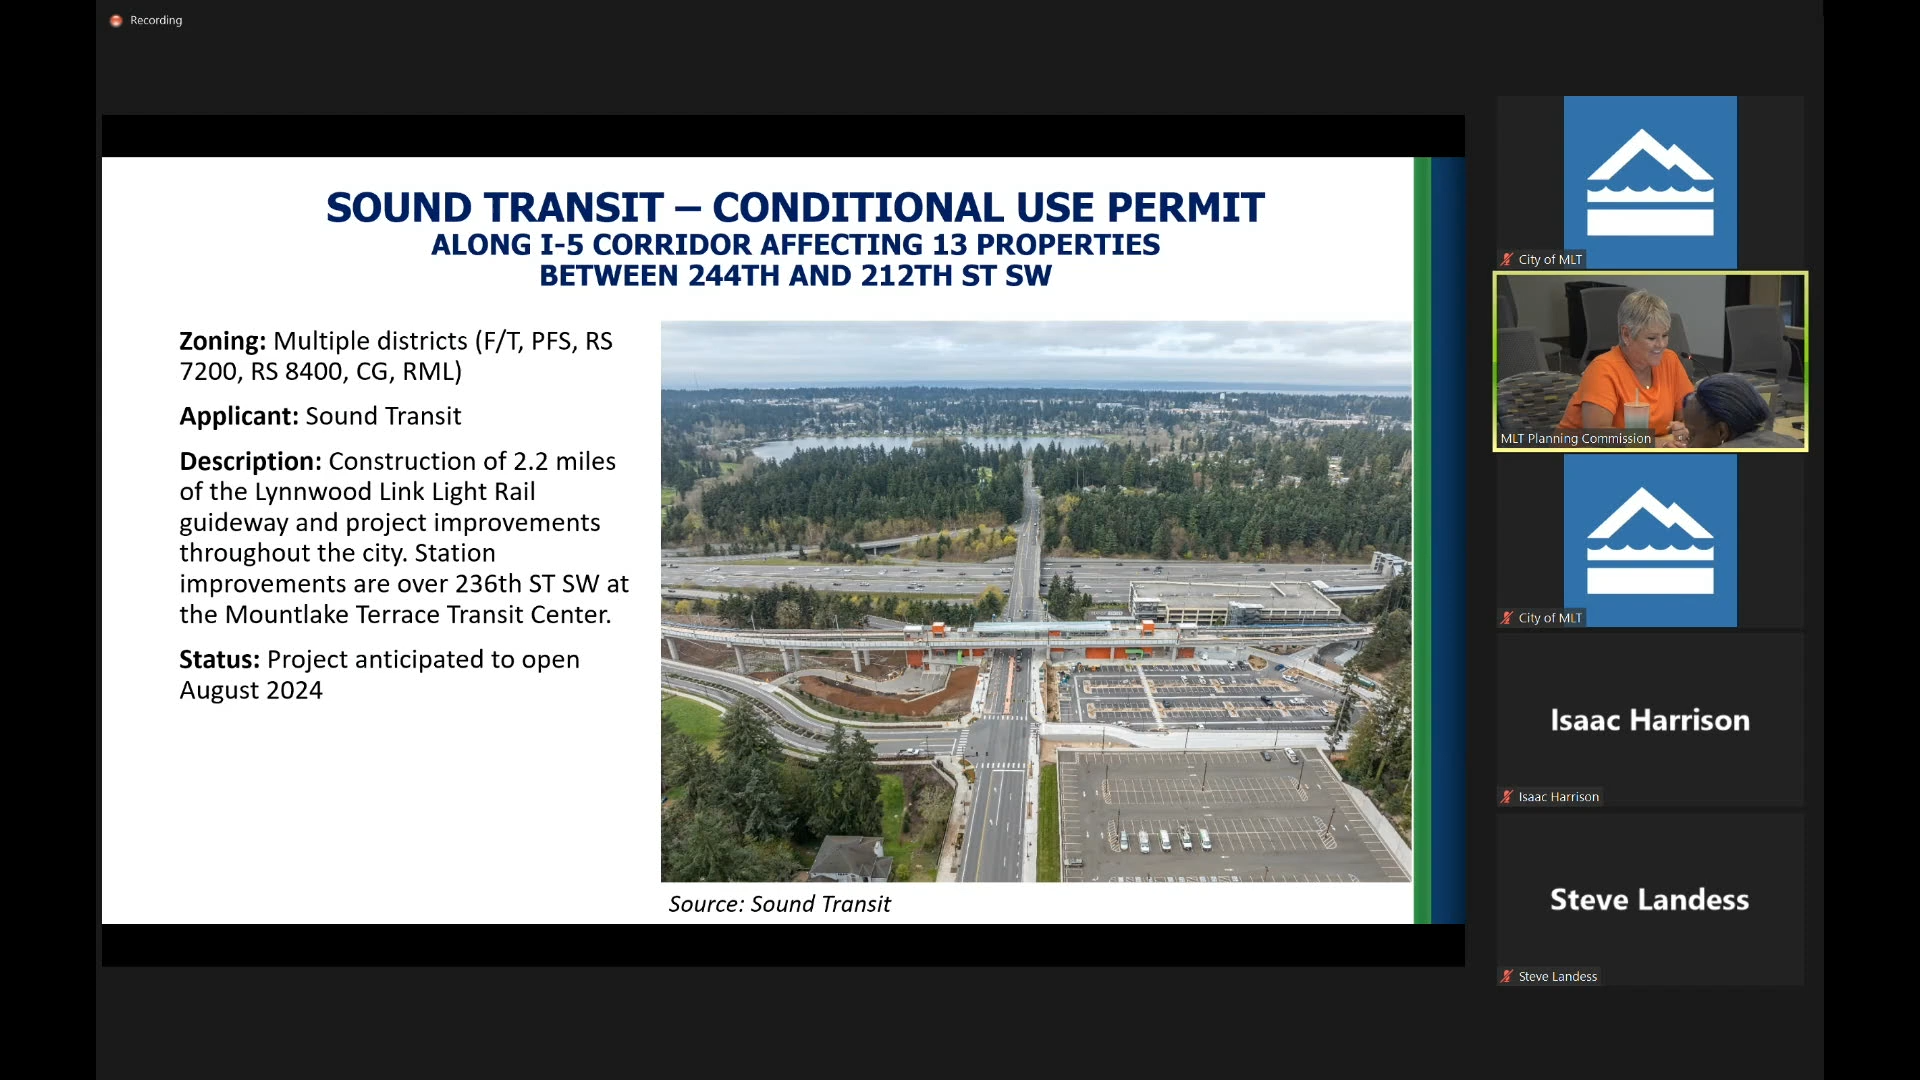 Recording
SOUND TRANSIT – CONDITIONAL USE PERMIT
ALONG I-5 CORRIDOR AFFECTING 13 PROPERTIES
BETWEEN 244TH AND 212TH ST SW
Zoning: Multiple districts (F/T, PFS, RS
7200, RS 8400, CG, RML)
Applicant: Sound Transit
Description: Construction of 2.2 miles
of the Lynnwood Link Light Rail
guideway and project improvements
throughout the city. Station
improvements are over 236th ST SW at
the Mountlake Terrace Transit Center.
Status: Project anticipated to open
August 2024
Source: Sound Transit
City of MLT
MLT Planning Commission
City of MLT
Isaac Harrison
Isaac Harrison
Steve Landess
Steve Landess